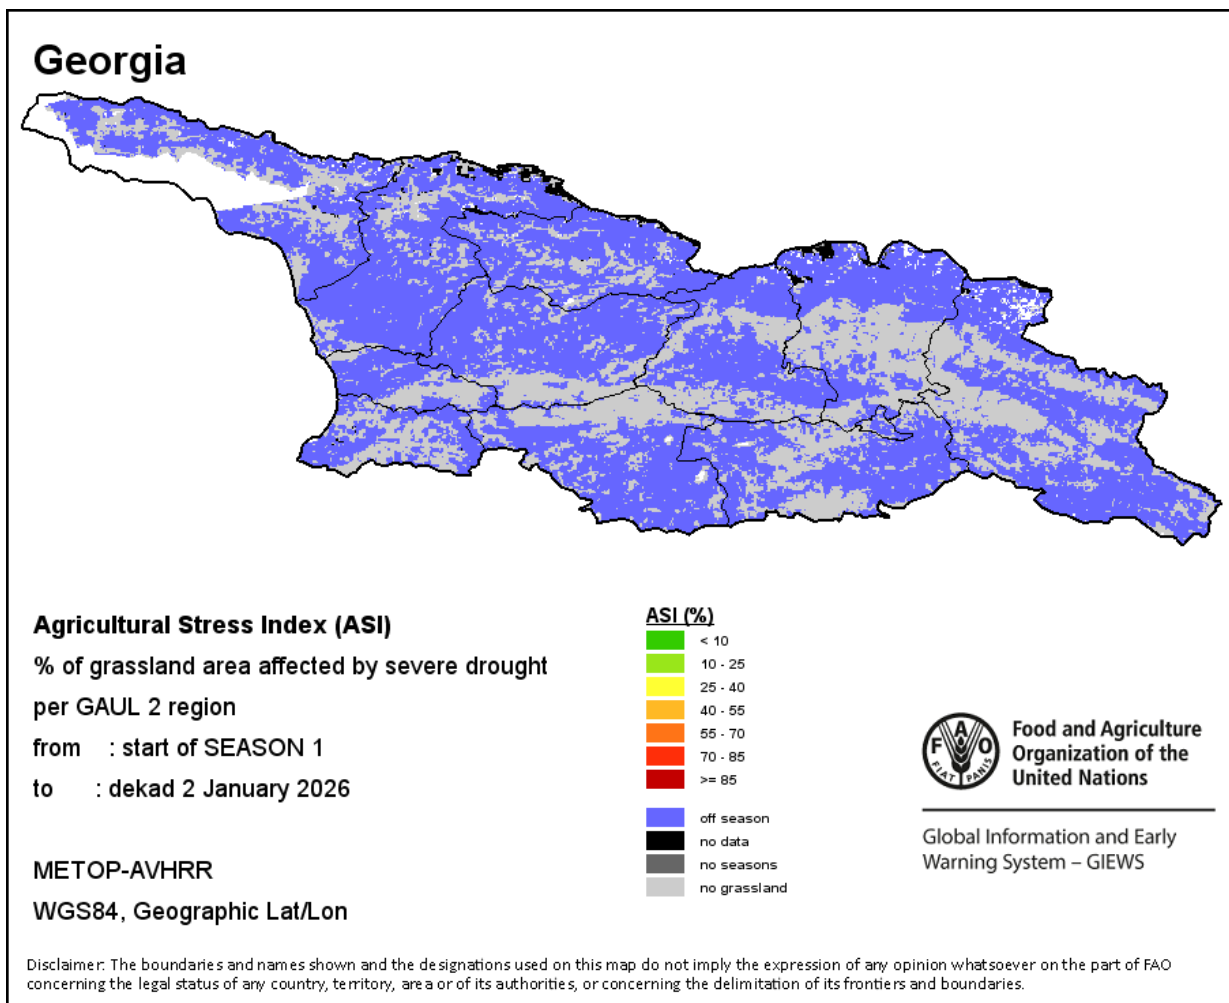 Georgia
Agricultural Stress Index (ASI)
% of grassland area affected by severe drought
per GAUL 2 region
from : start of SEASON 1
to : dekad 2 January 2026
METOP-AVHRR
WGS84, Geographic Lat/Lon
ASI (%)
< 10
10 - 25
25 - 40
40 - 55
55 - 70
70 - 85
>= 85
off season
no data
no seasons
no grassland
F A O
FIAT PANIS
Food and Agriculture
Organization of the
United Nations
Global Information and Early
Warning System – GIEWS
Disclaimer: The boundaries and names shown and the designations used on this map do not imply the expression of any opinion whatsoever on the part of FAO
concerning the legal status of any country, territory, area or of its authorities, or concerning the delimitation of its frontiers and boundaries.